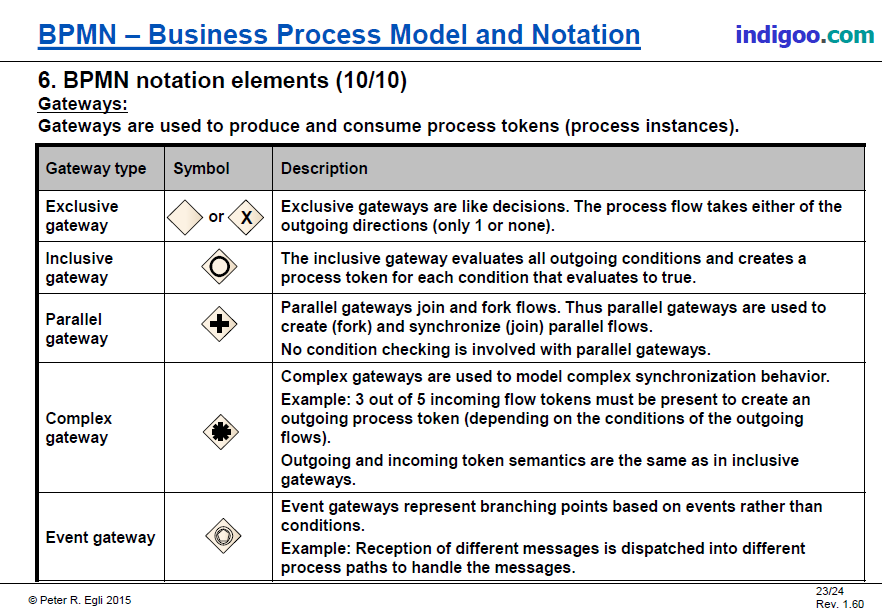 BPMN – Business Process Model and Notation
indigoo.com
6. BPMN notation elements (10/10)
Gateways:
Gateways are used to produce and consume process tokens (process instances).
Gateway type Symbol Description
Exclusive
gateway
or X
Exclusive gateways are like decisions. The process flow takes either of the
outgoing directions (only 1 or none).
Inclusive
gateway
The inclusive gateway evaluates all outgoing conditions and creates a
process token for each condition that evaluates to true.
Parallel
gateway
Parallel gateways join and fork flows. Thus parallel gateways are used to
create (fork) and synchronize (join) parallel flows.
No condition checking is involved with parallel gateways.
Complex
gateway
Complex gateways are used to model complex synchronization behavior.
Example: 3 out of 5 incoming flow tokens must be present to create an
outgoing process token (depending on the conditions of the outgoing
flows).
Outgoing and incoming token semantics are the same as in inclusive
gateways.
Event gateway
Event gateways represent branching points based on events rather than
conditions.
Example: Reception of different messages is dispatched into different
process paths to handle the messages.
© Peter R. Egli 2015
23/24
Rev. 1.60